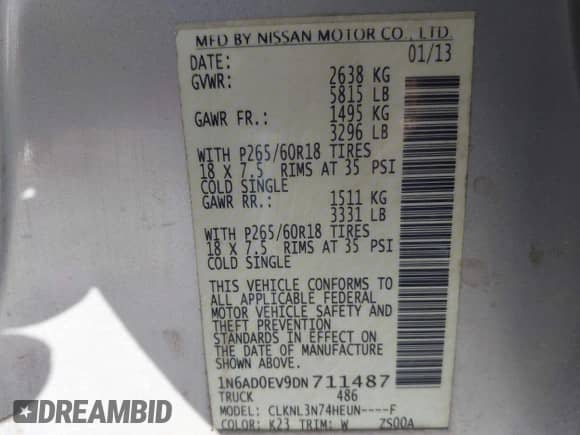 MFD BY NISSAN MOTOR CO., LTD.
DATE: 01/13
GVWR: 2638 KG
5815 LB
GAWR FR.: 1495 KG
3296 LB
WITH P265/60R18 TIRES
18 X 7.5 RIMS AT 35 PSI
COLD SINGLE
GAWR RR.: 1511 KG
3331 LB
WITH P265/60R18 TIRES
18 X 7.5 RIMS AT 35 PSI
COLD SINGLE
THIS VEHICLE CONFORMS TO
ALL APPLICABLE FEDERAL
MOTOR VEHICLE SAFETY AND
THEFT PREVENTION
STANDARDS IN EFFECT ON
THE DATE OF MANUFACTURE
SHOWN ABOVE.
1N6AD0EV9DN711487
TRUCK 486
MODEL: CLKNL3N74HEUN----F
COLOR: K23 TRIM: W ZS00A
DREAMBID